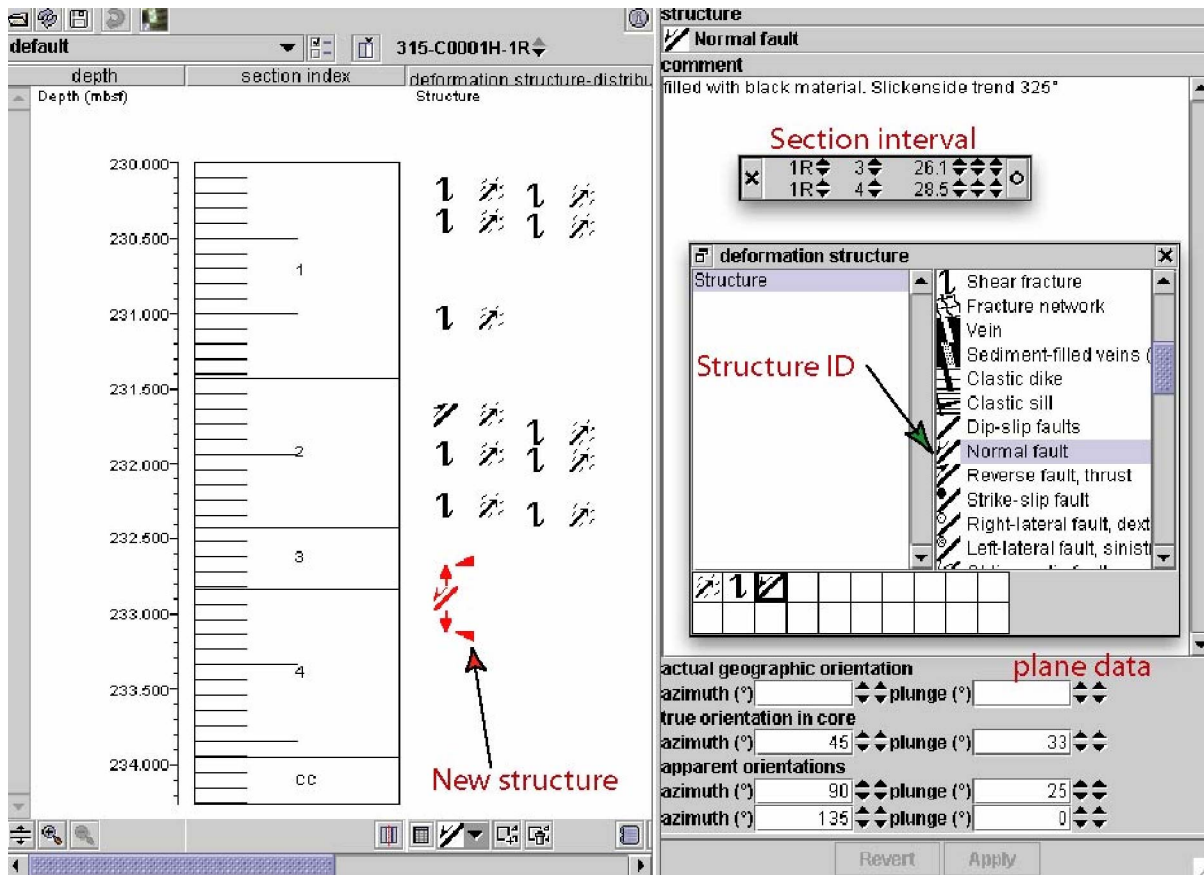 default
315-C0001H-1R
depth
section index
deformation structure-distribu
Depth (mbsf)
Structure
230.000
230.500
1
231.000
231.500
2
232.000
232.500
3
233.000
4
233.500
234.000
CC
New structure
structure
Normal fault
comment
filled with black material. Slickenside trend 325°
Section interval
1R 3 26.1
1R 4 28.5
deformation structure
Structure
Shear fracture
Fracture network
Vein
Sediment-filled veins (
Clastic dike
Clastic sill
Dip-slip faults
Normal fault
Reverse fault, thrust
Strike-slip fault
Right-lateral fault, dext
Left-lateral fault, sinistr
Structure ID
plane data
actual geographic orientation
azimuth (°) plunge (°)
true orientation in core
azimuth (°) 45 plunge (°) 33
apparent orientations
azimuth (°) 90 plunge (°) 25
azimuth (°) 135 plunge (°) 0
Revert Apply